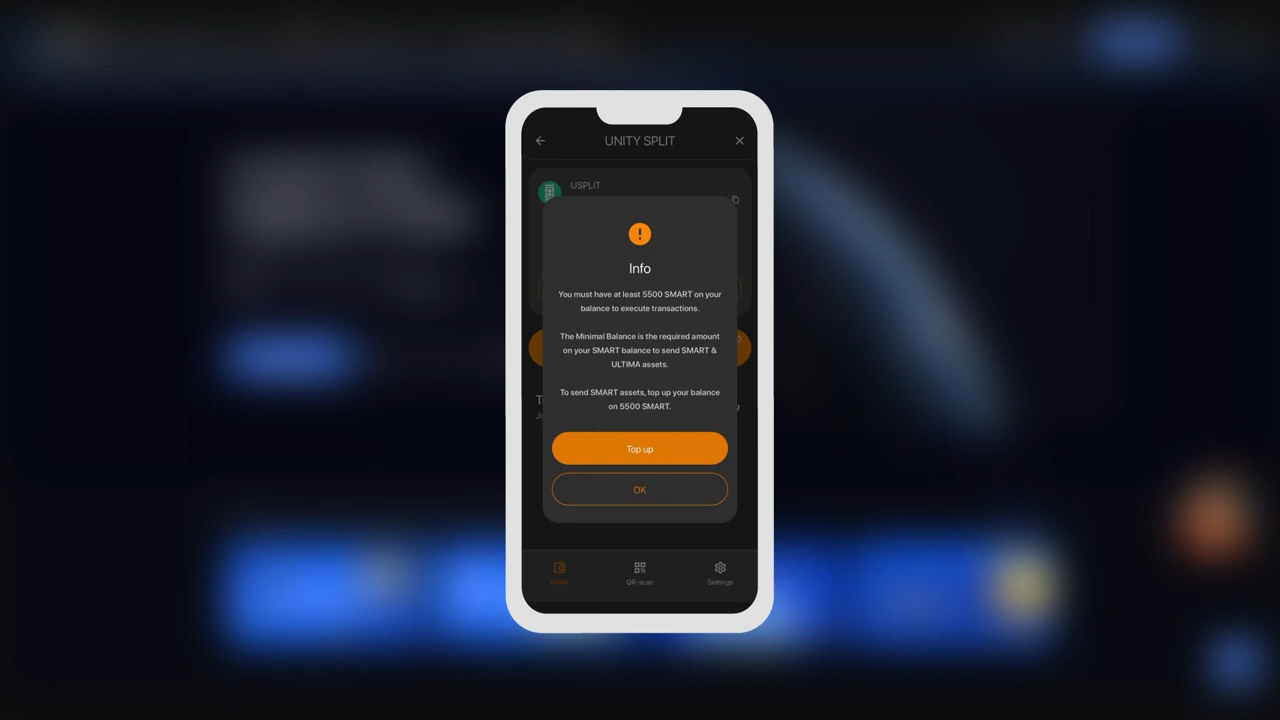 UNITY SPLIT
USPLIT
Info
You must have at least 5500 SMART on your
balance to execute transactions.
The Minimal Balance is the required amount
on your SMART balance to send SMART &
ULTIMA assets.
To send SMART assets, top up your balance
on 5500 SMART.
Top up
OK
Wallet
QR-scan
Settings